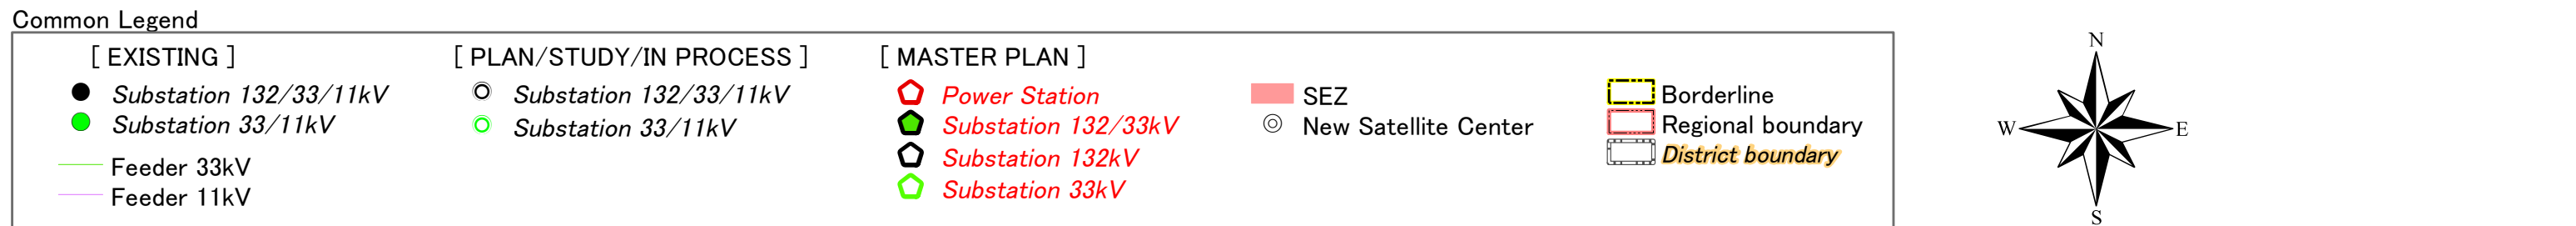 Common Legend
[ EXISTING ]
Substation 132/33/11kV
Substation 33/11kV
Feeder 33kV
Feeder 11kV
[ PLAN/STUDY/IN PROCESS ]
Substation 132/33/11kV
Substation 33/11kV
[ MASTER PLAN ]
Power Station
Substation 132/33kV
Substation 132kV
Substation 33kV
SEZ
New Satellite Center
Borderline
Regional boundary
District boundary
N
W
E
S